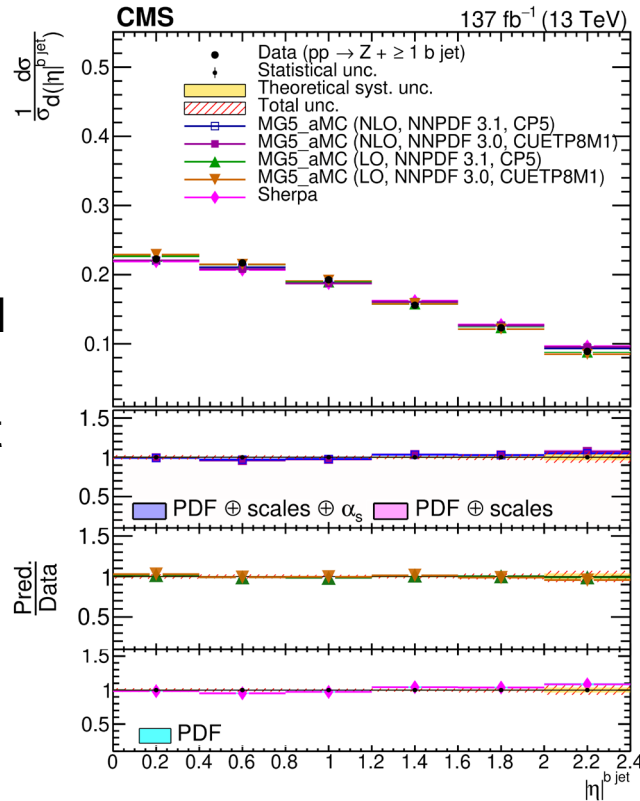 CMS 137 fb⁻¹ (13 TeV)
1/σ dσ/d(|η|^{b jet})
0.5
0.4
0.3
0.2
0.1
Data (pp → Z + ≥ 1 b jet)
Statistical unc.
Theoretical syst. unc.
Total unc.
MG5_aMC (NLO, NNPDF 3.1, CP5)
MG5_aMC (NLO, NNPDF 3.0, CUETP8M1)
MG5_aMC (LO, NNPDF 3.1, CP5)
MG5_aMC (LO, NNPDF 3.0, CUETP8M1)
Sherpa
1.5
1
0.5
PDF ⊕ scales ⊕ αₛ PDF ⊕ scales
Pred.
Data
1.5
1
0.5
1.5
1
0.5
PDF
0 0.2 0.4 0.6 0.8 1 1.2 1.4 1.6 1.8 2 2.2 2.4
|η|^{b jet}